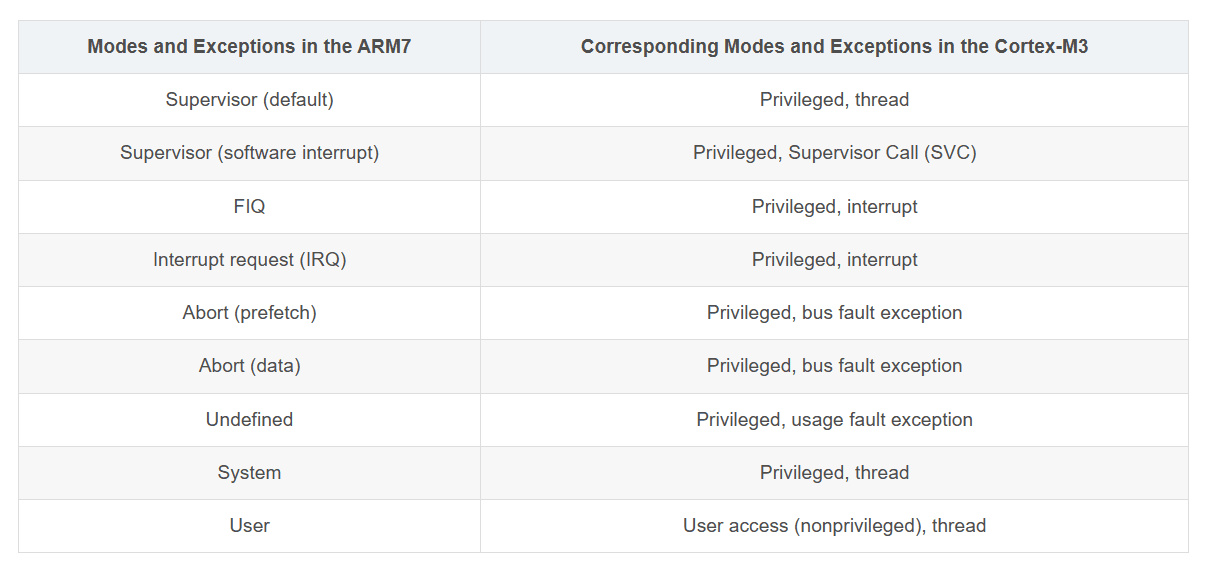 Modes and Exceptions in the ARM7 Corresponding Modes and Exceptions in the Cortex-M3
Supervisor (default) Privileged, thread
Supervisor (software interrupt) Privileged, Supervisor Call (SVC)
FIQ Privileged, interrupt
Interrupt request (IRQ) Privileged, interrupt
Abort (prefetch) Privileged, bus fault exception
Abort (data) Privileged, bus fault exception
Undefined Privileged, usage fault exception
System Privileged, thread
User User access (nonprivileged), thread